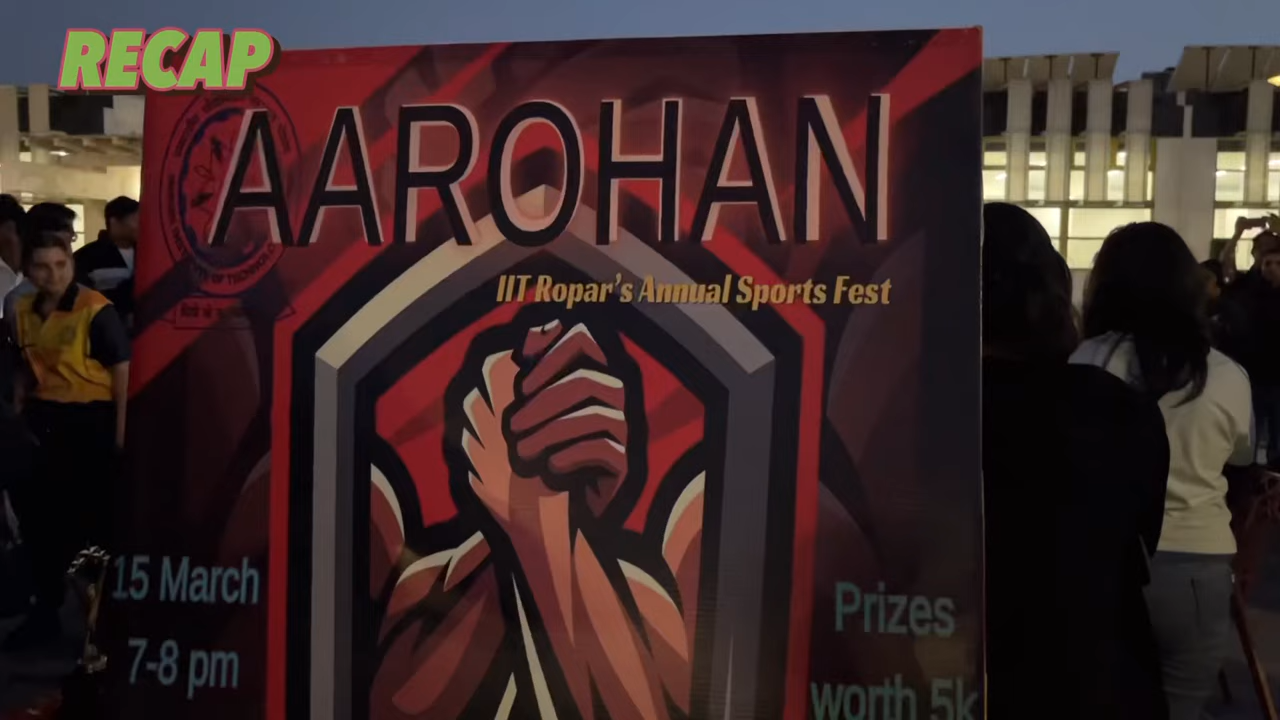 RECAP
AAROHAN
IIT Ropar's Annual Sports Fest
15 March
7-8 pm
Prizes
worth 5k